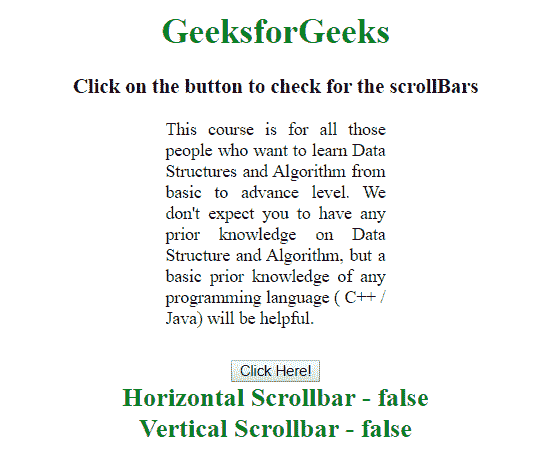 GeeksforGeeks
Click on the button to check for the scrollBars
This course is for all those
people who want to learn Data
Structures and Algorithm from
basic to advance level. We
don't expect you to have any
prior knowledge on Data
Structure and Algorithm, but a
basic prior knowledge of any
programming language ( C++ /
Java) will be helpful.
Click Here!
Horizontal Scrollbar - false
Vertical Scrollbar - false